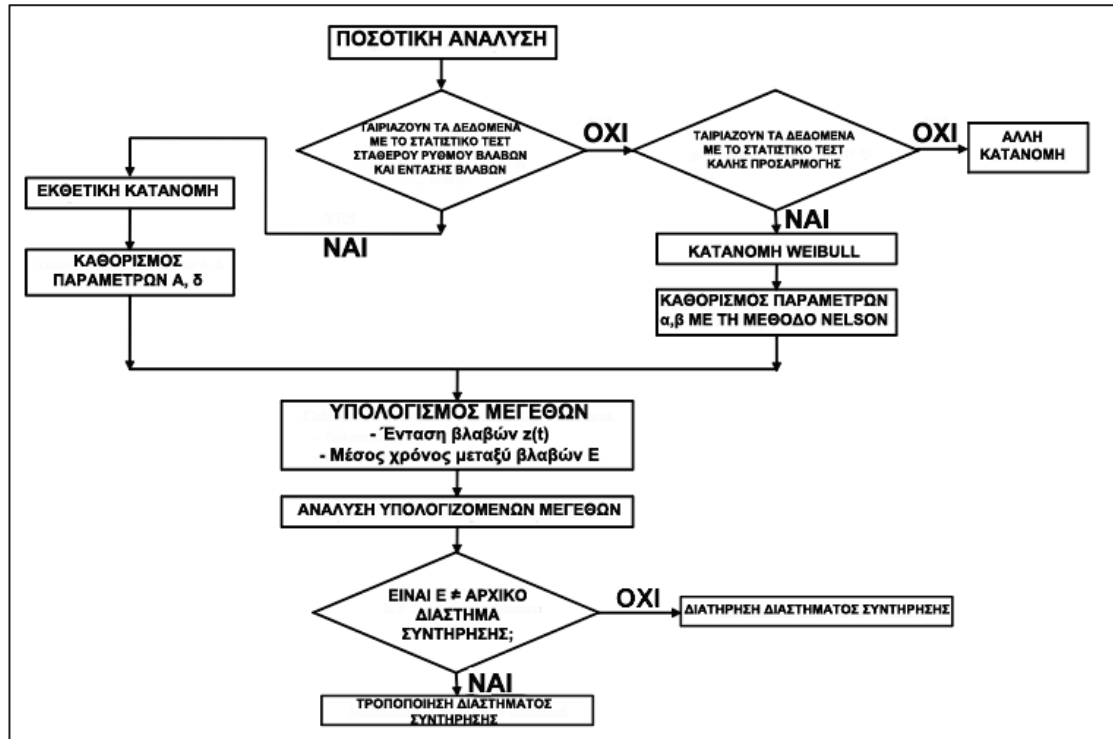 ΠΟΣΟΤΙΚΗ ΑΝΑΛΥΣΗ
ΤΑΙΡΙΑΖΟΥΝ ΤΑ ΔΕΔΟΜΕΝΑ
ΜΕ ΤΟ ΣΤΑΤΙΣΤΙΚΟ ΤΕΣΤ
ΣΤΑΘΕΡΟΥ ΡΥΘΜΟΥ ΒΛΑΒΩΝ
ΚΑΙ ΕΝΤΑΣΗΣ ΒΛΑΒΩΝ
ΟΧΙ
ΤΑΙΡΙΑΖΟΥΝ ΤΑ ΔΕΔΟΜΕΝΑ
ΜΕ ΤΟ ΣΤΑΤΙΣΤΙΚΟ ΤΕΣΤ
ΚΑΛΗΣ ΠΡΟΣΑΡΜΟΓΗΣ
ΟΧΙ
ΑΛΛΗ
ΚΑΤΑΝΟΜΗ
ΕΚΘΕΤΙΚΗ ΚΑΤΑΝΟΜΗ
ΝΑΙ
ΝΑΙ
ΚΑΘΟΡΙΣΜΟΣ
ΠΑΡΑΜΕΤΡΩΝ Α, δ
ΚΑΤΑΝΟΜΗ WEIBULL
ΚΑΘΟΡΙΣΜΟΣ ΠΑΡΑΜΕΤΡΩΝ
α,β ΜΕ ΤΗ ΜΕΘΟΔΟ NELSON
ΥΠΟΛΟΓΙΣΜΟΣ ΜΕΓΕΘΩΝ
- Ένταση βλαβών z(t)
- Μέσος χρόνος μεταξύ βλαβών Ε
ΑΝΑΛΥΣΗ ΥΠΟΛΟΓΙΖΟΜΕΝΩΝ ΜΕΓΕΘΩΝ
ΕΙΝΑΙ Ε ≠ ΑΡΧΙΚΟ
ΔΙΑΣΤΗΜΑ
ΣΥΝΤΗΡΗΣΗΣ;
ΟΧΙ
ΔΙΑΤΗΡΗΣΗ ΔΙΑΣΤΗΜΑΤΟΣ ΣΥΝΤΗΡΗΣΗΣ
ΝΑΙ
ΤΡΟΠΟΠΟΙΗΣΗ ΔΙΑΣΤΗΜΑΤΟΣ
ΣΥΝΤΗΡΗΣΗΣ